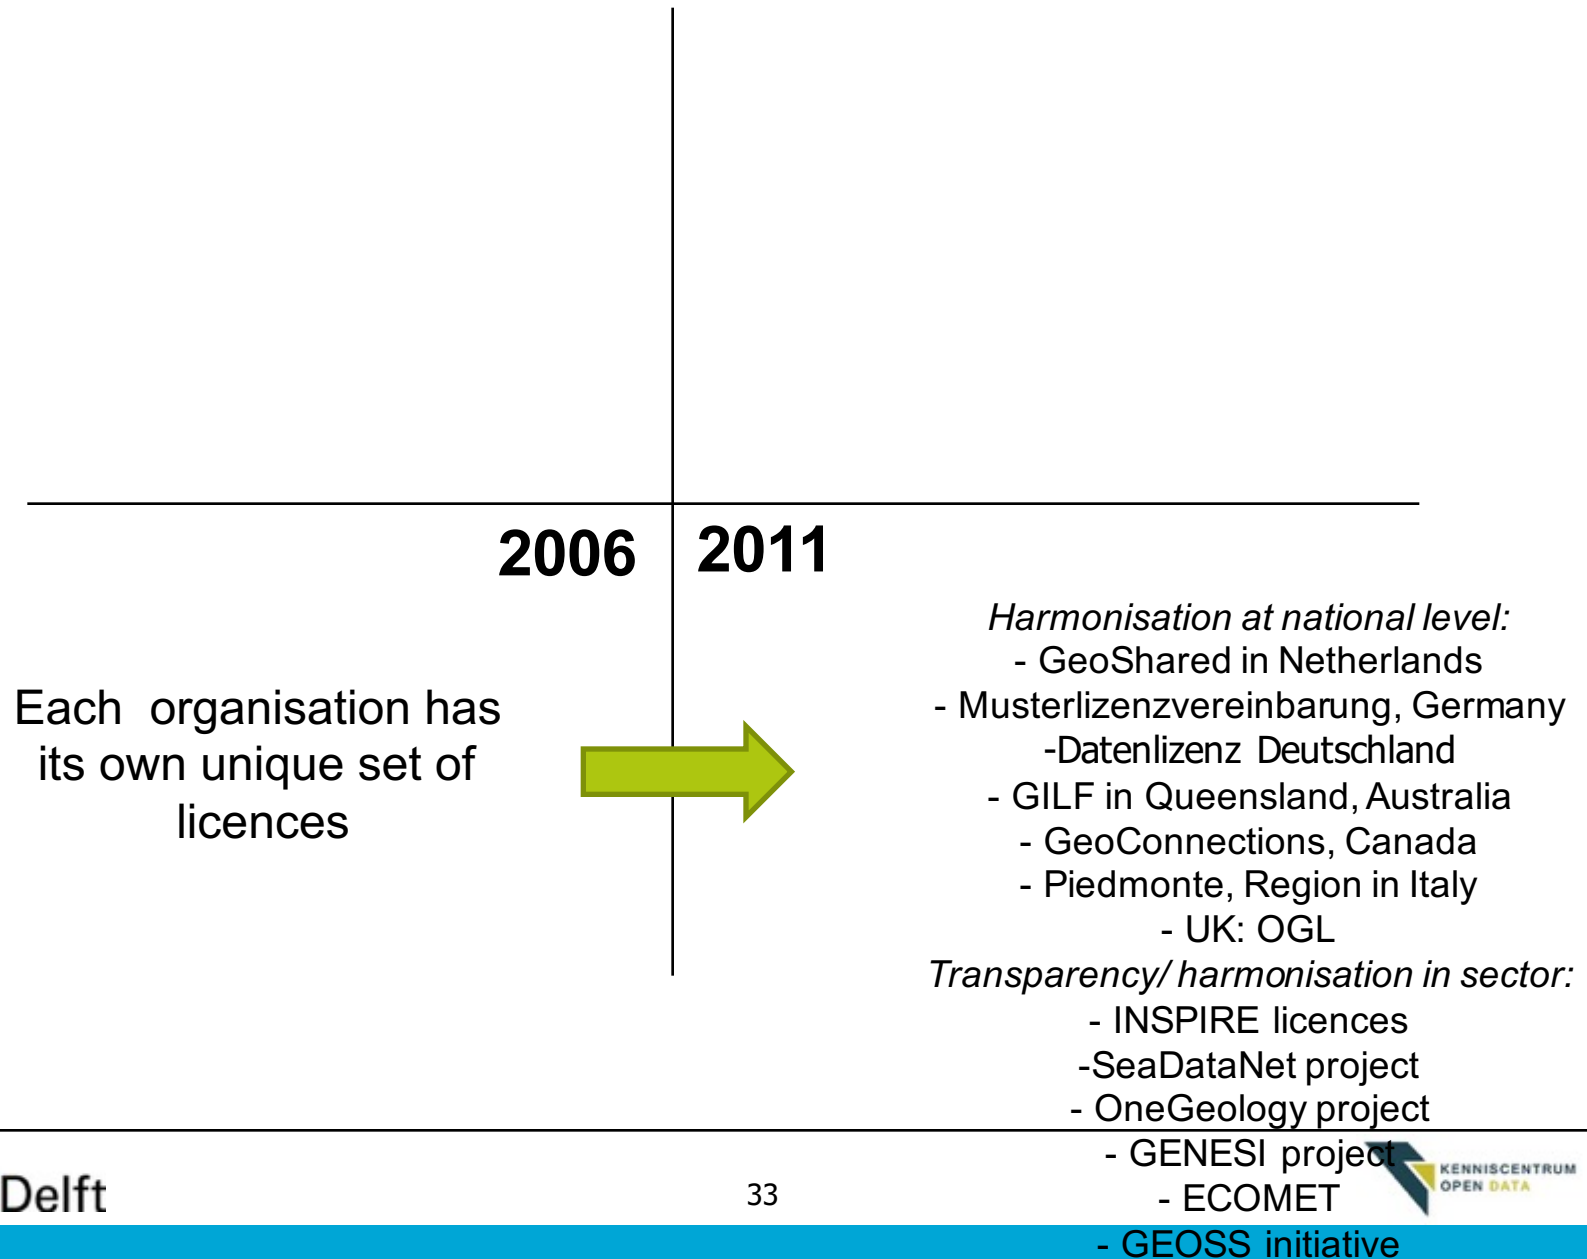 2006
2011
Each organisation has
its own unique set of
licences
Harmonisation at national level:
- GeoShared in Netherlands
- Musterlizenzvereinbarung, Germany
-Datenlizenz Deutschland
- GILF in Queensland, Australia
- GeoConnections, Canada
- Piedmonte, Region in Italy
- UK: OGL
Transparency/ harmonisation in sector:
- INSPIRE licences
-SeaDataNet project
- OneGeology project
- GENESI project
- ECOMET
- GEOSS initiative
Delft
33
KENNISCENTRUM
OPEN DATA